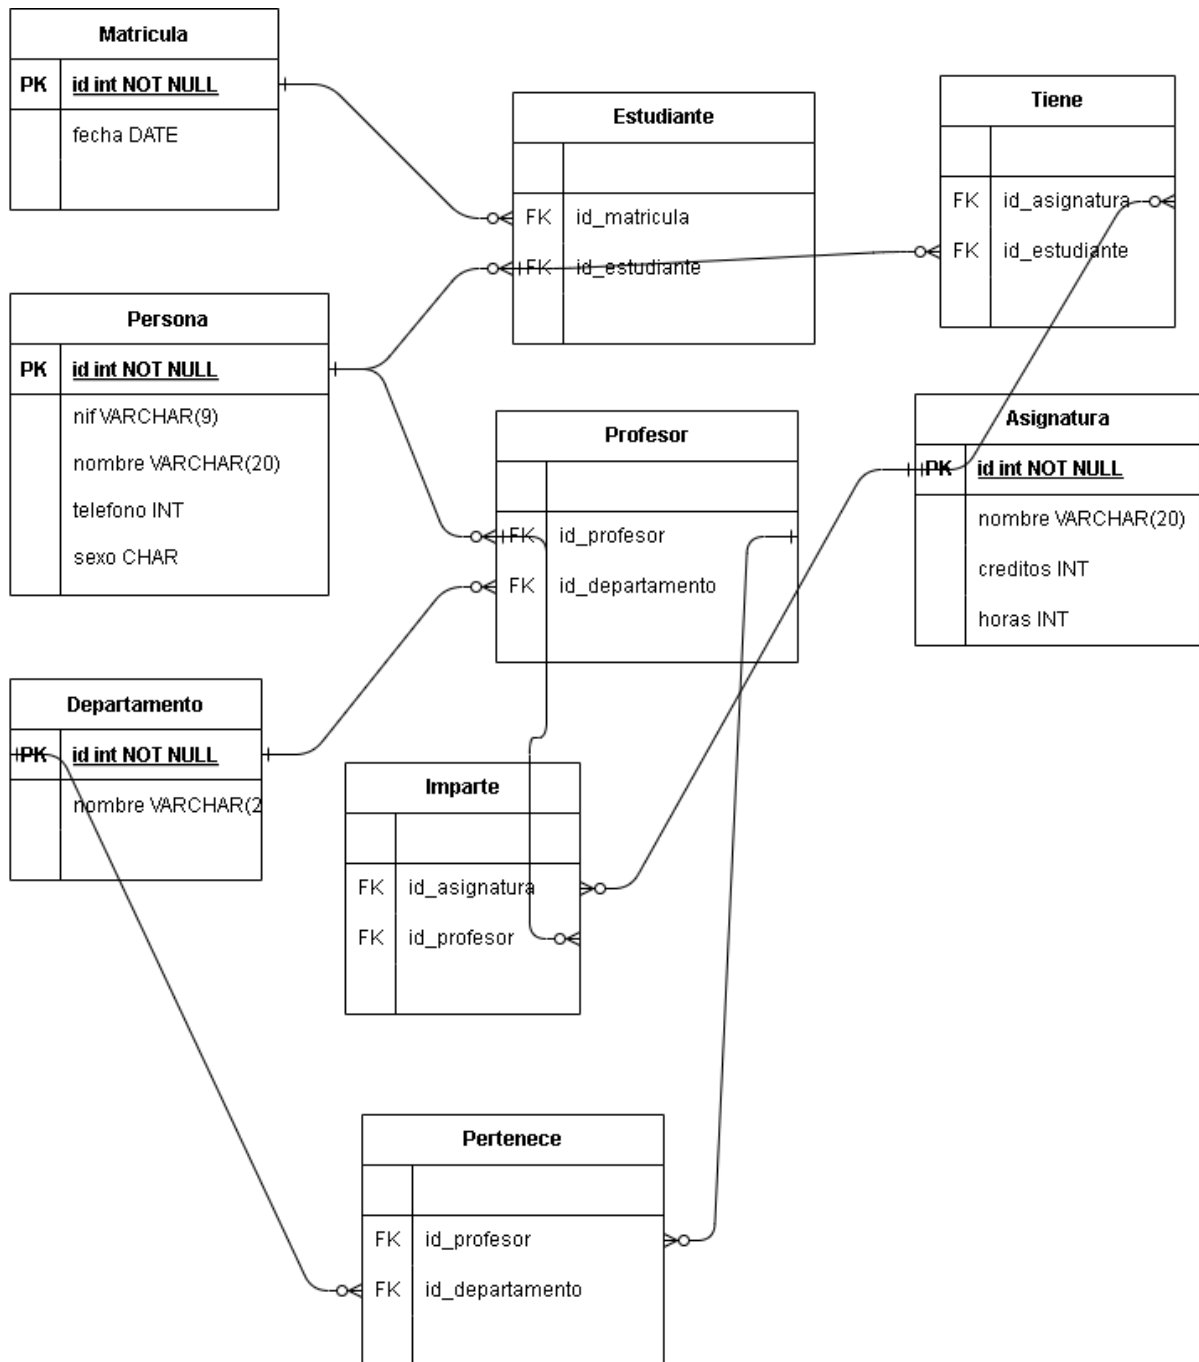 Matricula
PK id int NOT NULL
fecha DATE
Estudiante
FK id_matricula
FK id_estudiante
Tiene
FK id_asignatura
FK id_estudiante
Persona
PK id int NOT NULL
nif VARCHAR(9)
nombre VARCHAR(20)
telefono INT
sexo CHAR
Profesor
FK id_profesor
FK id_departamento
Asignatura
PK id int NOT NULL
nombre VARCHAR(20)
creditos INT
horas INT
Departamento
PK id int NOT NULL
nombre VARCHAR(2
Imparte
FK id_asignatura
FK id_profesor
Pertenece
FK id_profesor
FK id_departamento